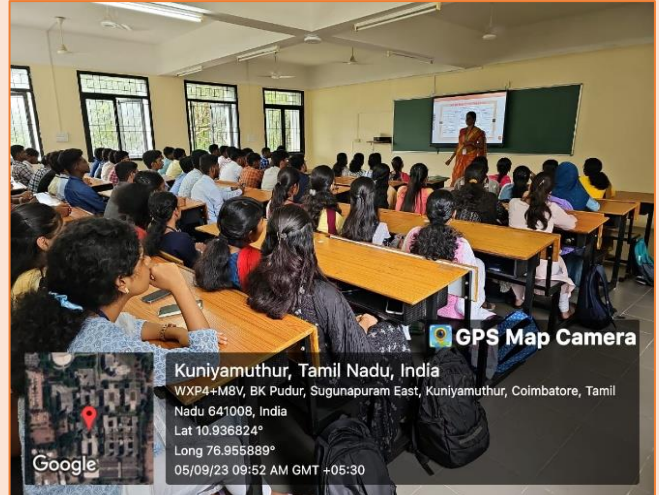 GPS Map Camera
Kuniyamuthur, Tamil Nadu, India
WXP4+M8V, BK Pudur, Sugunapuram East, Kuniyamuthur, Coimbatore, Tamil
Nadu 641008, India
Lat 10.936824°
Long 76.955889°
05/09/23 09:52 AM GMT +05:30
Google